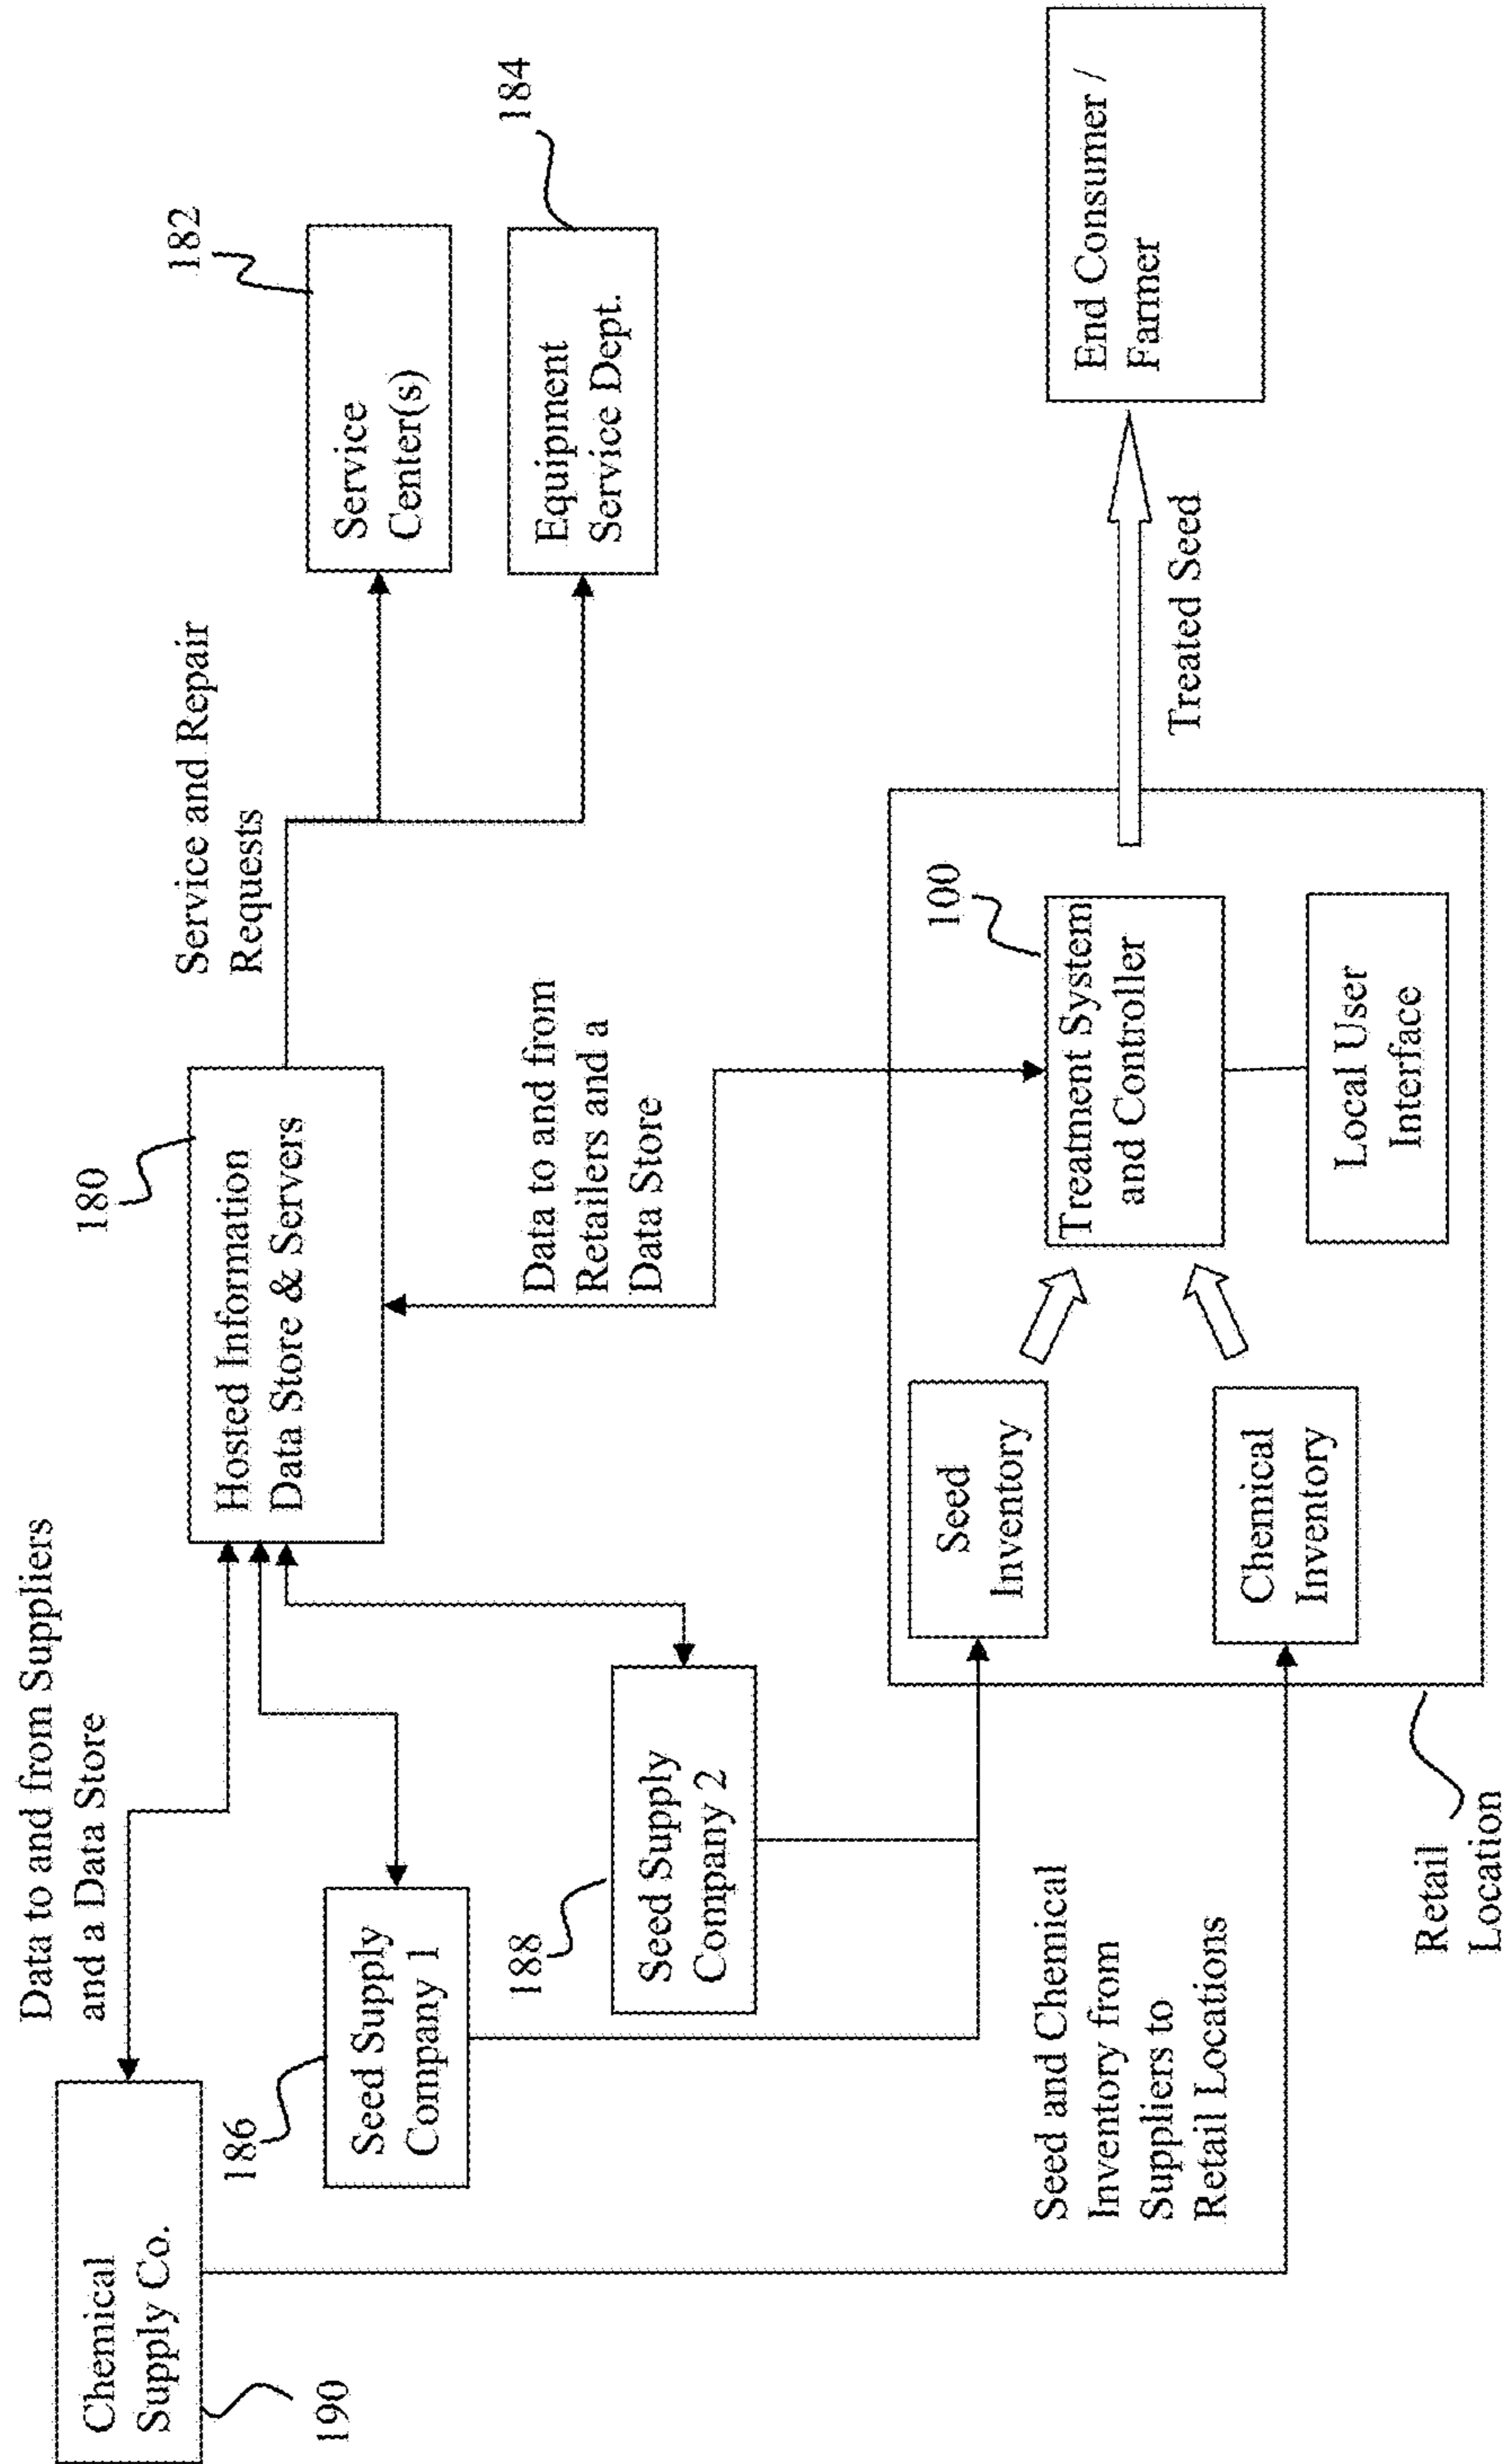 Data to and from Suppliers
and a Data Store
Chemical
Supply Co.
190
180
Hosted Information
Data Store & Servers
Service and Repair
Requests
182
Service
Center(s)
184
Equipment
Service Dept.
186
Seed Supply
Company 1
188
Seed Supply
Company 2
Data to and from
Retailers and a
Data Store
Seed and Chemical
Inventory from
Suppliers to
Retail Locations
Seed
Inventory
Chemical
Inventory
100
Treatment System
and Controller
Local User
Interface
Treated Seed
End Consumer /
Farmer
Retail
Location